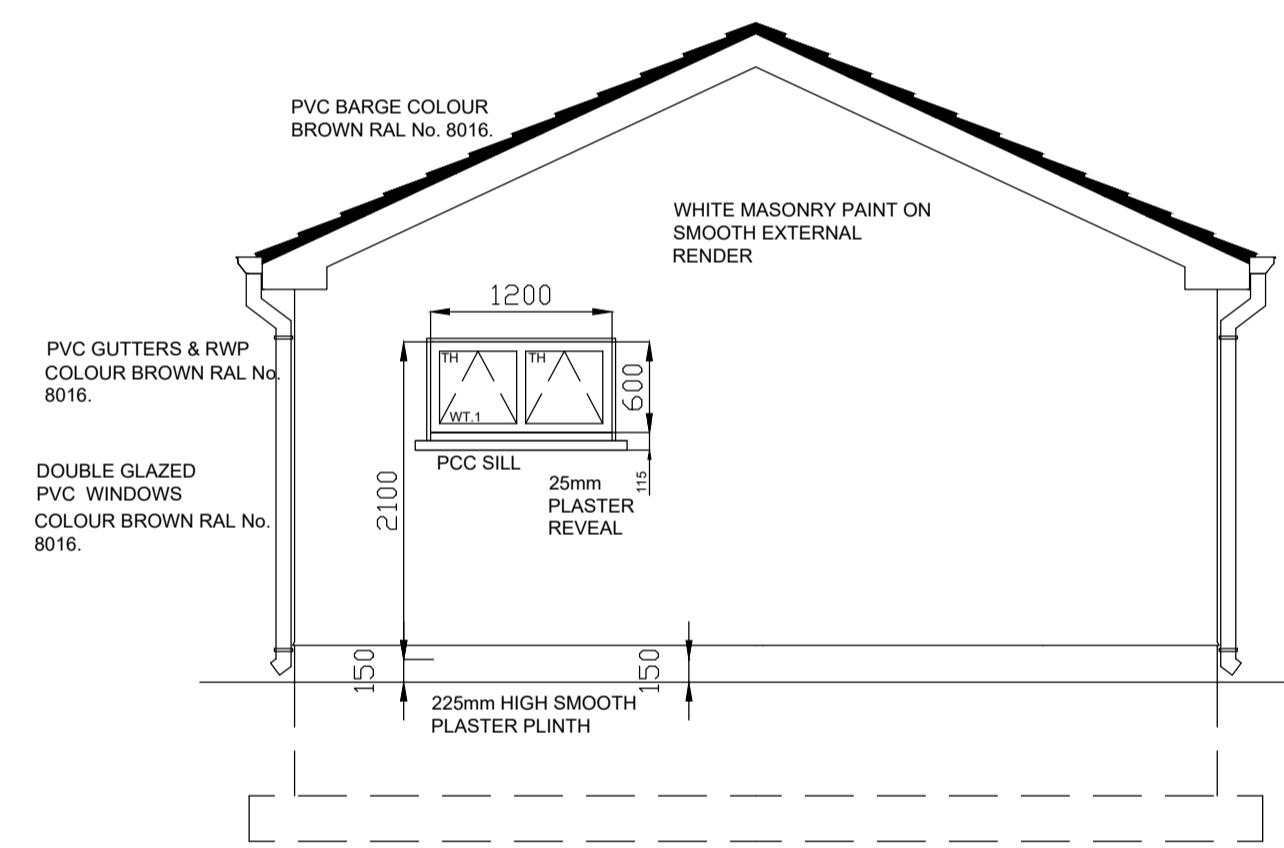 PVC BARGE COLOUR
BROWN RAL No. 8016.
WHITE MASONRY PAINT ON
SMOOTH EXTERNAL
RENDER
1200
PVC GUTTERS & RWP
COLOUR BROWN RAL No.
8016.
TH
TH
WT.1
600
PCC SILL
115
DOUBLE GLAZED
PVC WINDOWS
COLOUR BROWN RAL No.
8016.
2100
25mm
PLASTER
REVEAL
150
150
225mm HIGH SMOOTH
PLASTER PLINTH